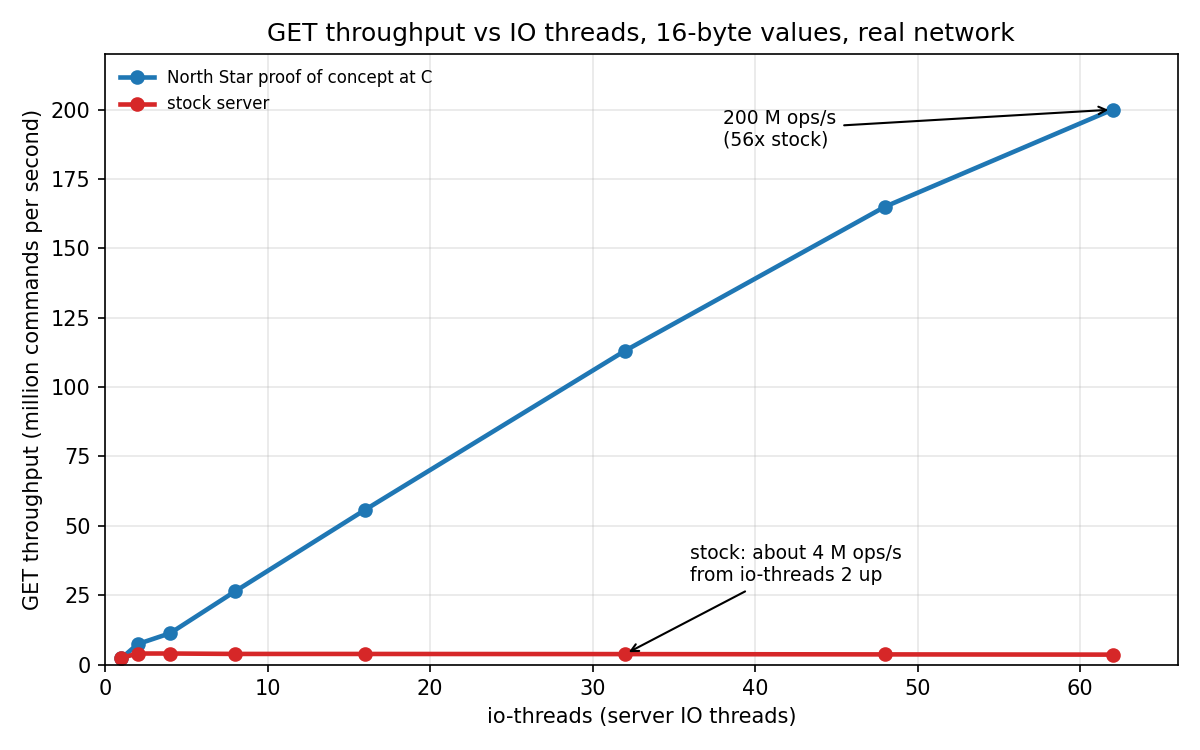 GET throughput vs IO threads, 16-byte values, real network
North Star proof of concept at C
stock server
200 M ops/s
(56x stock)
stock: about 4 M ops/s
from io-threads 2 up
GET throughput (million commands per second)
200
175
150
125
100
75
50
25
0
0 10 20 30 40 50 60
io-threads (server IO threads)